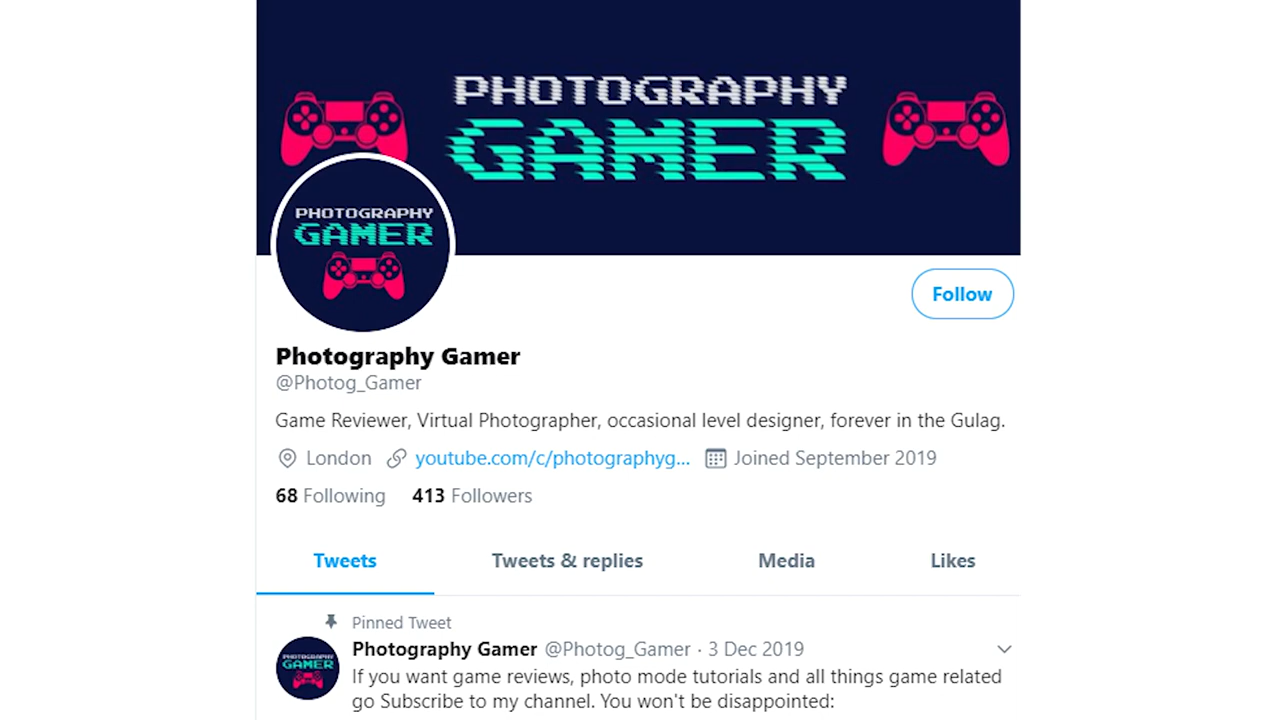 PHOTOGRAPHY
GAMER
PHOTOGRAPHY
GAMER
Follow
Photography Gamer
@Photog_Gamer
Game Reviewer, Virtual Photographer, occasional level designer, forever in the Gulag.
London youtube.com/c/photographyg... Joined September 2019
68 Following 413 Followers
Tweets Tweets & replies Media Likes
Pinned Tweet
PHOTOGRAPHY
GAMER
Photography Gamer @Photog_Gamer · 3 Dec 2019
If you want game reviews, photo mode tutorials and all things game related
go Subscribe to my channel. You won't be disappointed: